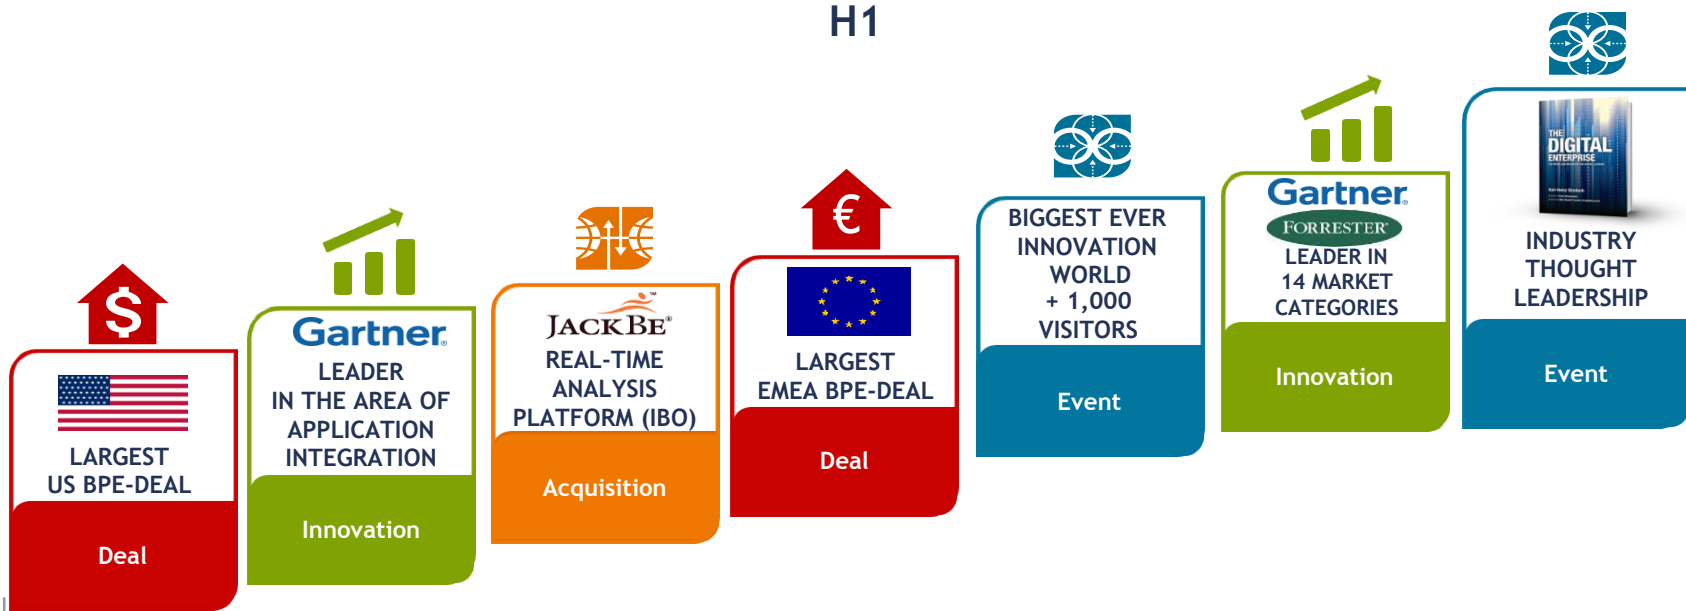 H1
$
LARGEST
US BPE-DEAL
Deal
Gartner.
LEADER
IN THE AREA OF
APPLICATION
INTEGRATION
Innovation
JACKBE®
™
REAL-TIME
ANALYSIS
PLATFORM (IBO)
Acquisition
€
LARGEST
EMEA BPE-DEAL
Deal
BIGGEST EVER
INNOVATION
WORLD
+ 1,000
VISITORS
Event
Gartner®
FORRESTER®
LEADER IN
14 MARKET
CATEGORIES
Innovation
THE
DIGITAL
ENTERPRISE
INDUSTRY
THOUGHT
LEADERSHIP
Event